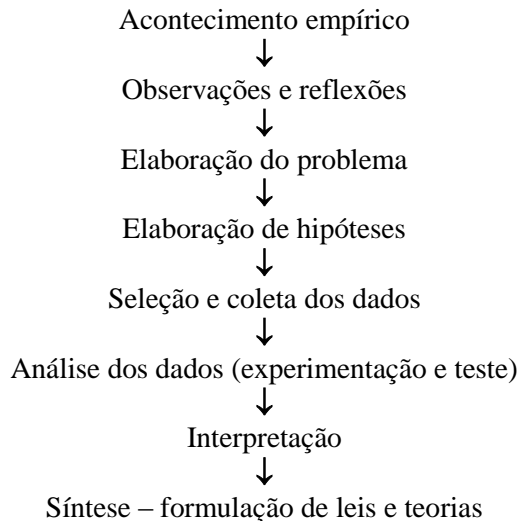 Acontecimento empírico
↓
Observações e reflexões
↓
Elaboração do problema
↓
Elaboração de hipóteses
↓
Seleção e coleta dos dados
↓
Análise dos dados (experimentação e teste)
↓
Interpretação
↓
Síntese – formulação de leis e teorias